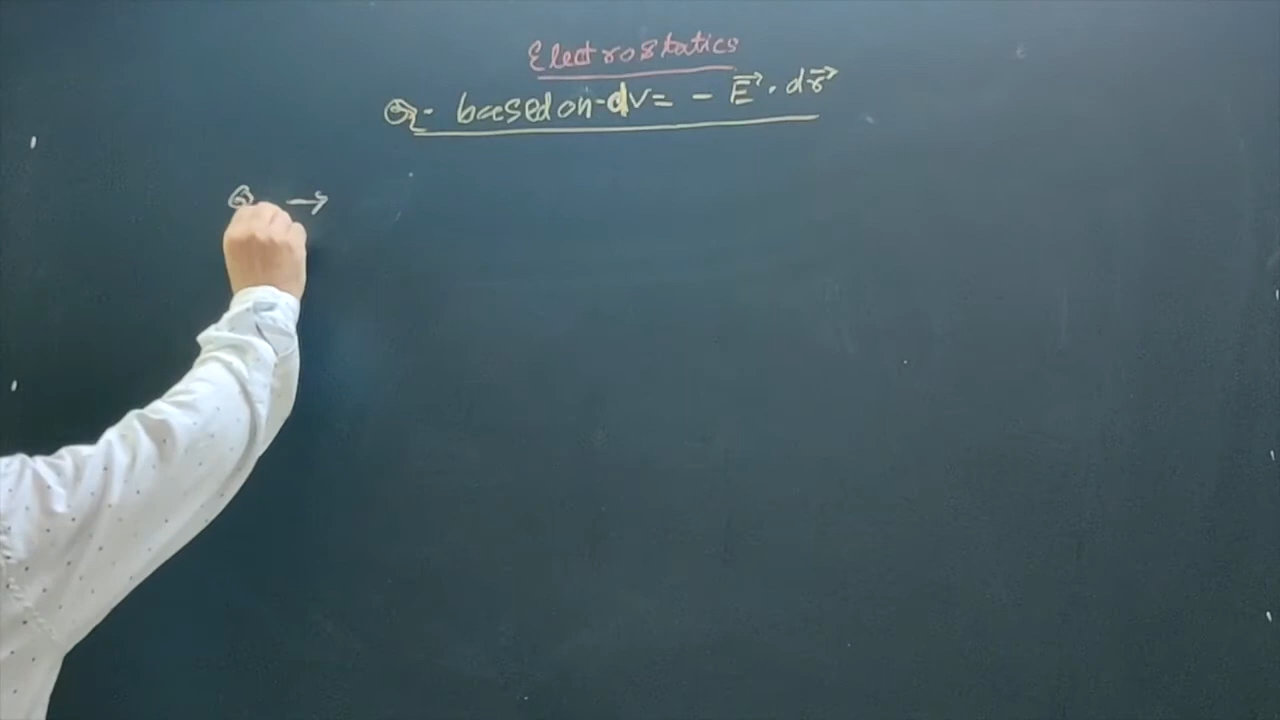 Electrostatics
Q- based on - dV = - E⃗ . dr⃗
Q →